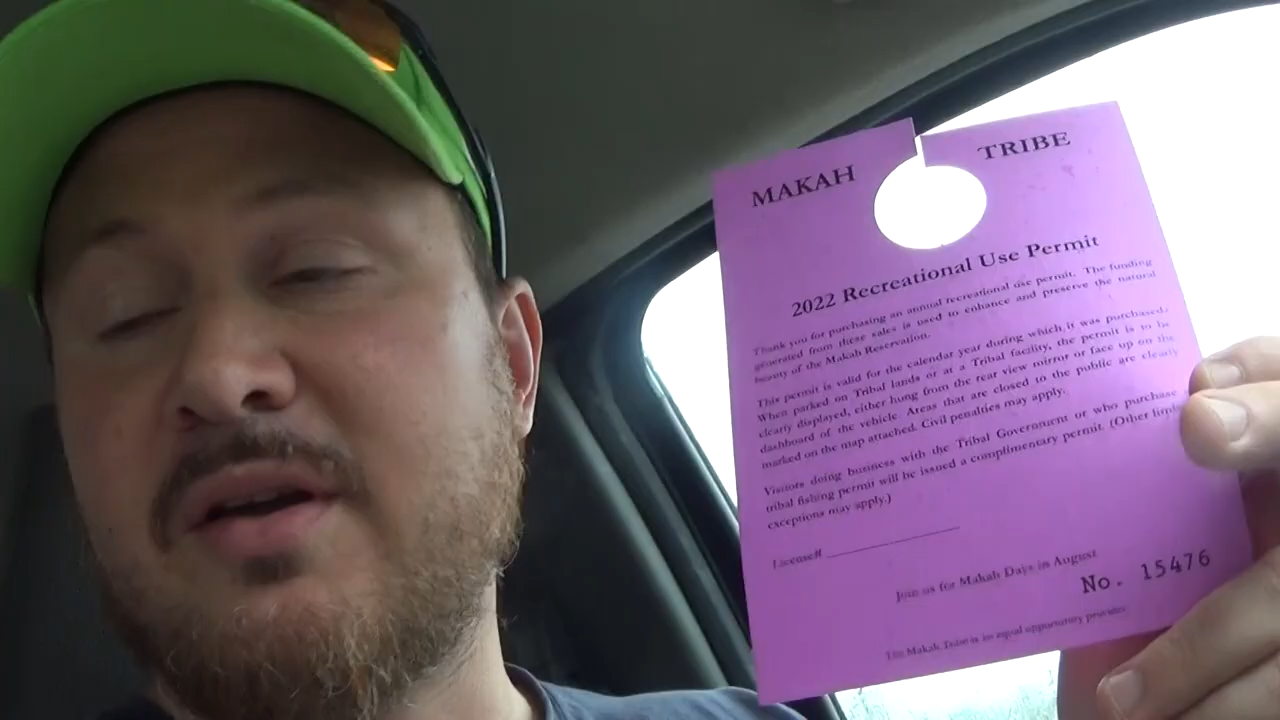 MAKAH TRIBE
2022 Recreational Use Permit
Thank you for purchasing an annual recreational use permit. The funding
generated from these sales is used to enhance and preserve the natural
beauty of the Makah Reservation.
This permit is valid for the calendar year during which it was purchased.
When parked on Tribal lands or at a Tribal facility, the permit is to be
clearly displayed, either hung from the rear view mirror or face up on the
dashboard of the vehicle. Areas that are closed to the public are clearly
marked on the map attached. Civil penalties may apply.
Visitors doing business with the Tribal Government or who purchase
tribal fishing permit will be issued a complimentary permit. (Other
exceptions may apply.)
License#
Join us for Makah Days in August
No. 15476
The Makah Tribe is an equal opportunity provider.